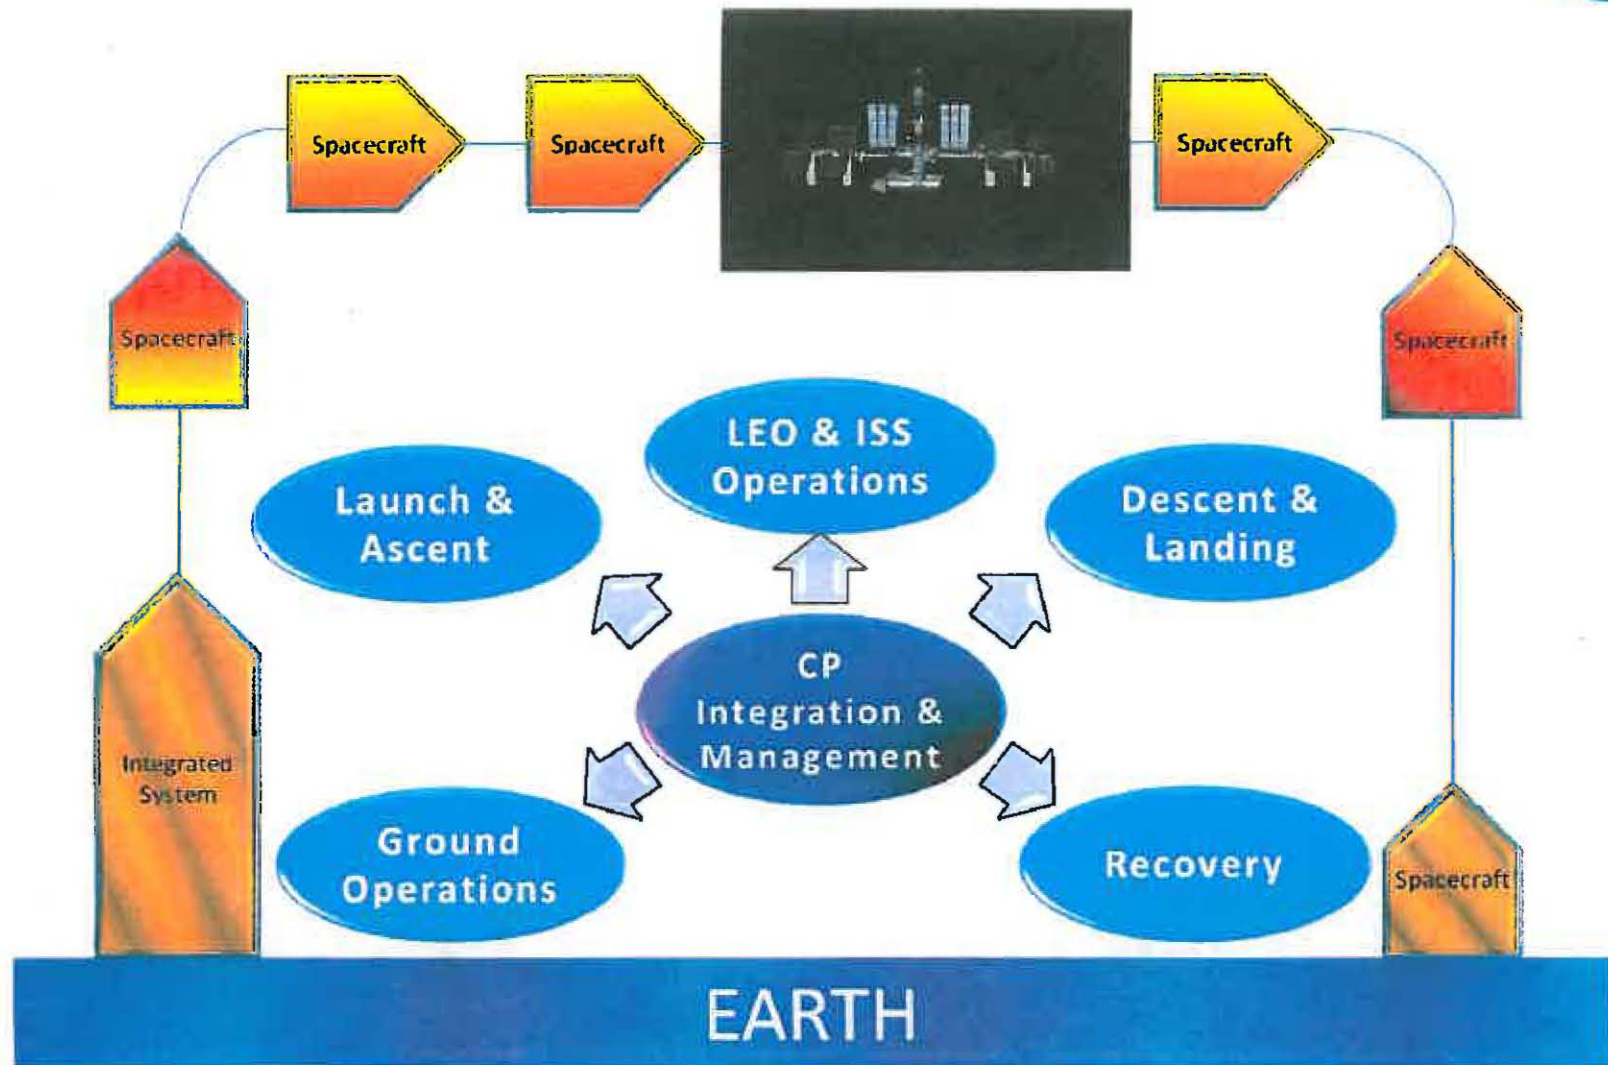 Spacecraft
Spacecraft
Spacecraft
Spacecraft
Spacecraft
LEO & ISS
Operations
Launch &
Ascent
Descent &
Landing
CP
Integration &
Management
Integrated
System
Ground
Operations
Recovery
Spacecraft
EARTH